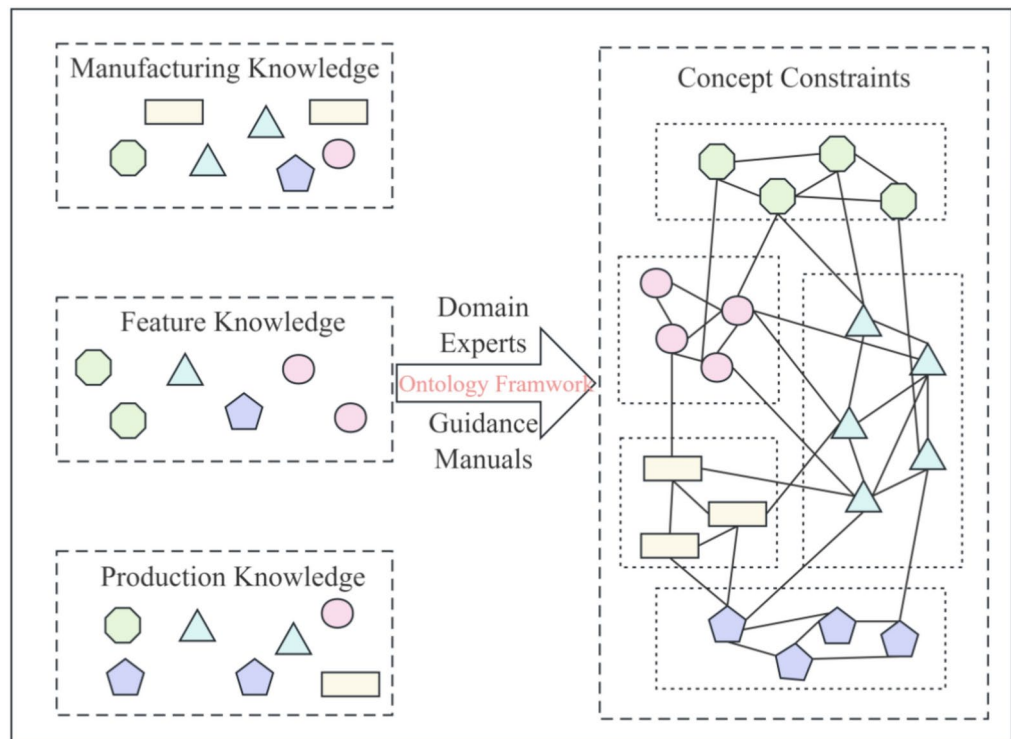 Manufacturing Knowledge
Feature Knowledge
Production Knowledge
Domain
Experts
Ontology Framwork
Guidance
Manuals
Concept Constraints